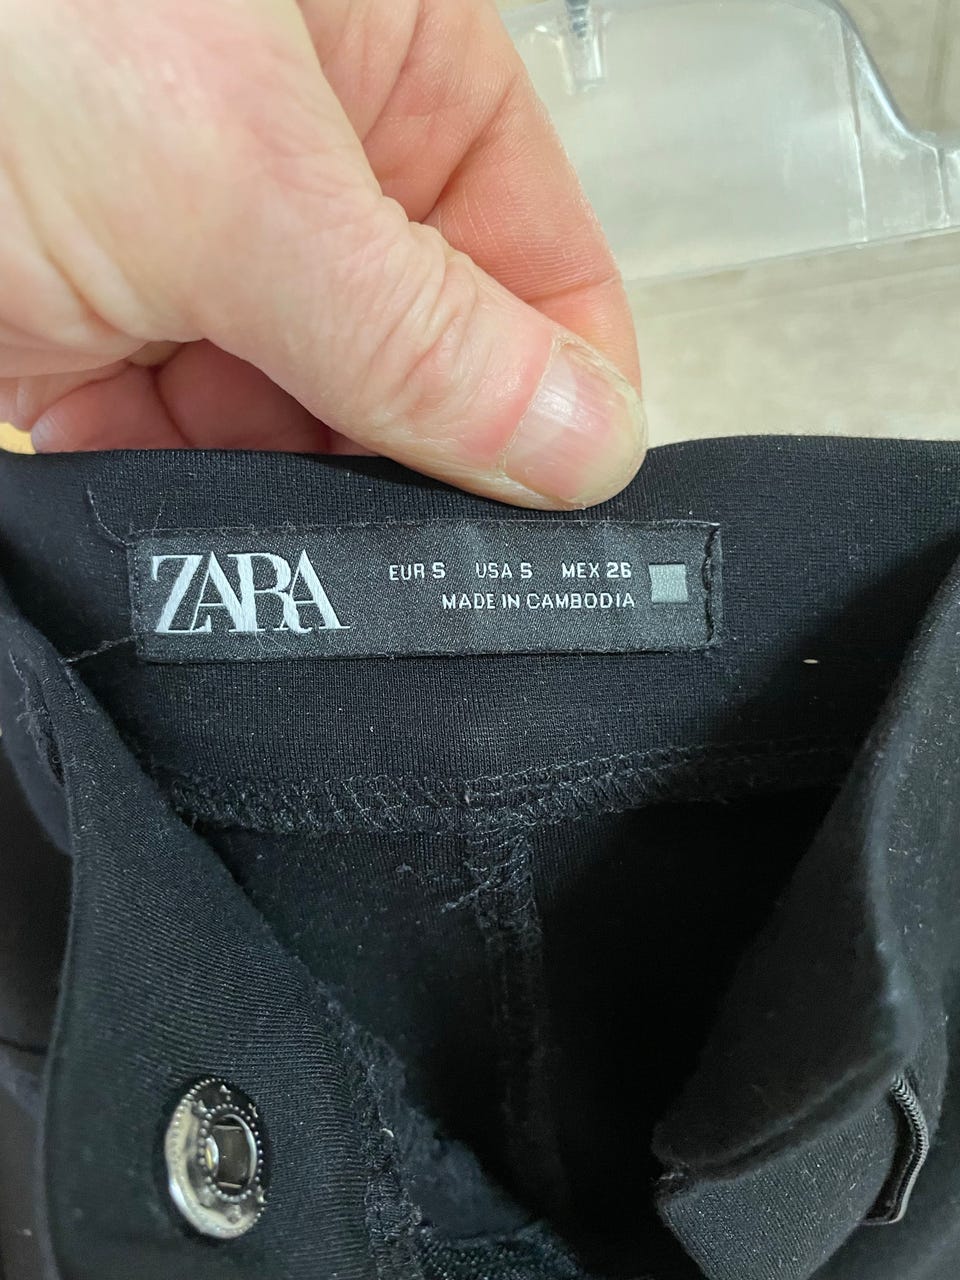 ZARA
EUR S USA S MEX 26
MADE IN CAMBODIA